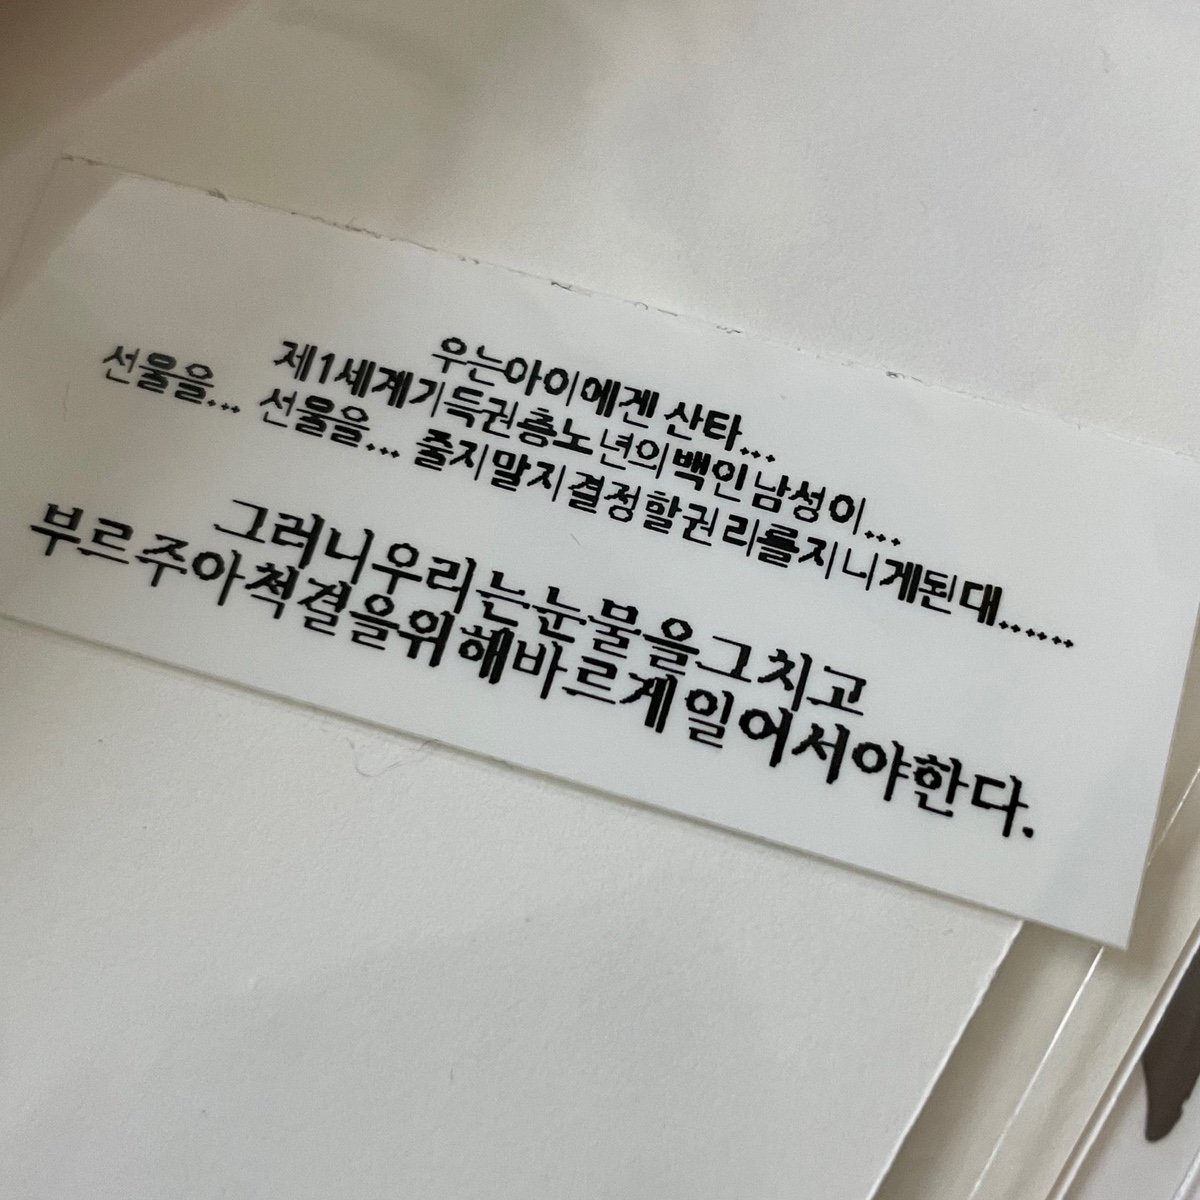 우는아이에겐 산타...
제1세계기득권층노년의백인남성이...
선울을... 선울을... 줄지말지결정할권리를지니게된대......
그러니우리는눈물을그치고
부르주아척결을위해바르게일어서야한다.